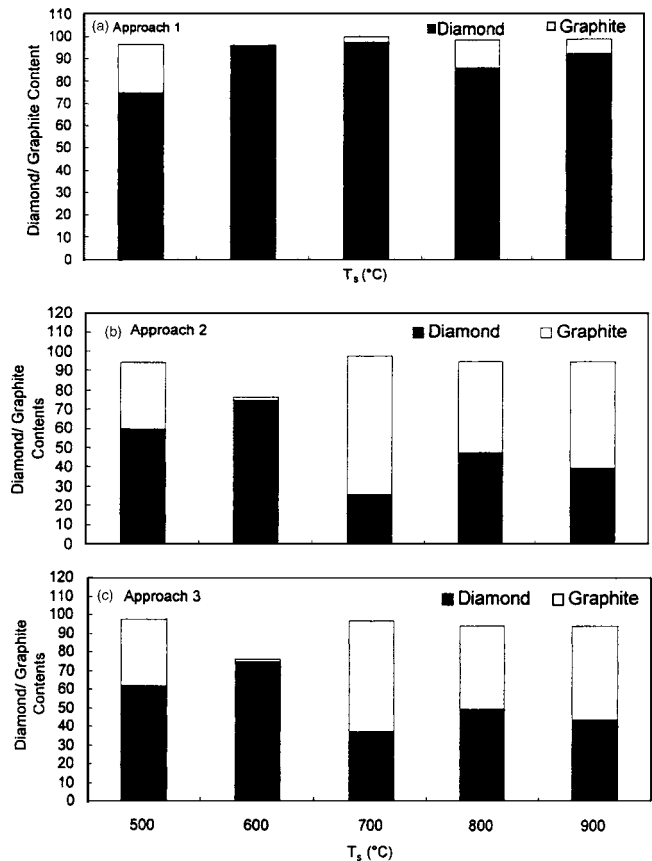 (a) Approach 1
Diamond
Graphite
Diamond/ Graphite Content
110
100
90
80
70
60
50
40
30
20
10
0
Ts (°C)
(b) Approach 2
Diamond
Graphite
Diamond/ Graphite
Contents
120
110
100
90
80
70
60
50
40
30
20
10
0
(c) Approach 3
Diamond
Graphite
Diamond/ Graphite
Contents
120
110
100
90
80
70
60
50
40
30
20
10
0
500 600 700 800 900
Ts (°C)